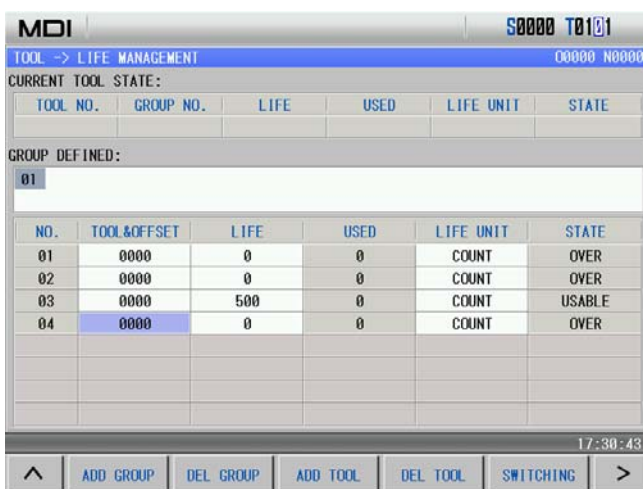 MDI S0000 T0101
TOOL -> LIFE MANAGEMENT O0000 N0000
CURRENT TOOL STATE:
TOOL NO. GROUP NO. LIFE USED LIFE UNIT STATE
GROUP DEFINED:
01
NO. TOOL&OFFSET LIFE USED LIFE UNIT STATE
01 0000 0 0 COUNT OVER
02 0000 0 0 COUNT OVER
03 0000 500 0 COUNT USABLE
04 0000 0 0 COUNT OVER
17:30:43
^ ADD GROUP DEL GROUP ADD TOOL DEL TOOL SWITCHING >